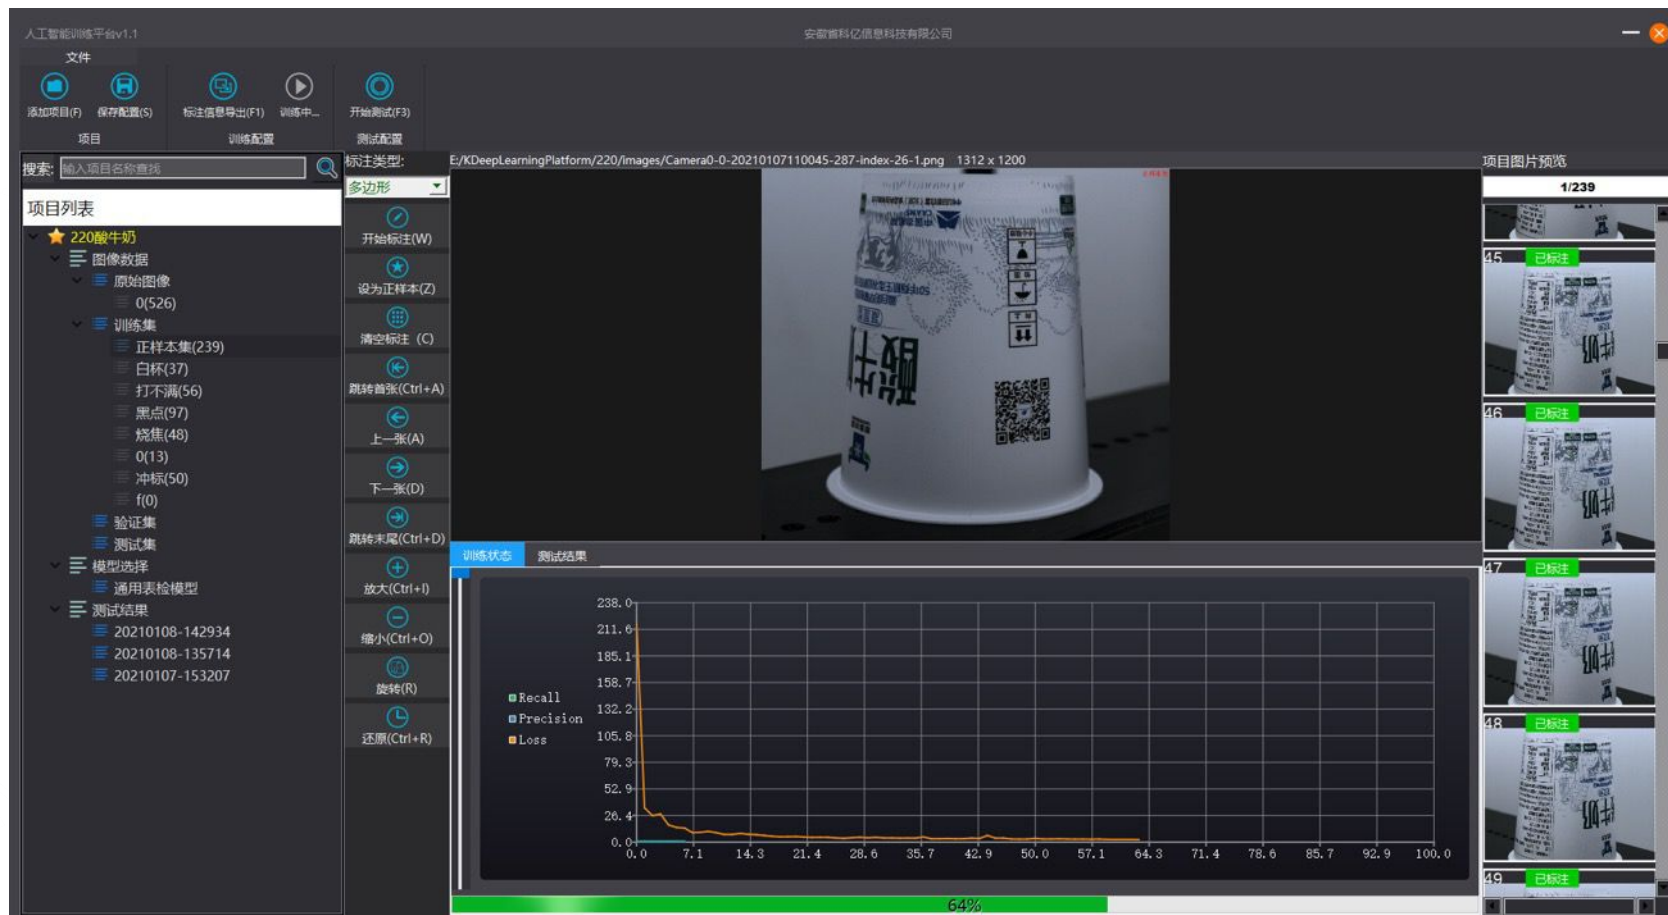 人工智能训练平台v1.1
安徽省科亿信息科技有限公司
文件
添加项目(F)
保存配置(S)
标注信息导出(F1)
训练中...
开始测试(F3)
项目
训练配置
测试配置
搜索:
输入项目名称查找
项目列表
220酸牛奶
图像数据
原始图像
0(526)
训练集
正样本集(239)
白杯(37)
打不满(56)
黑点(97)
烧焦(48)
0(13)
冲标(50)
f(0)
验证集
测试集
模型选择
通用表检模型
测试结果
20210108-142934
20210108-135714
20210107-153207
标注类型:
多边形
开始标注(W)
设为正样本(Z)
清空标注 (C)
跳转首张(Ctrl+A)
上一张(A)
下一张(D)
跳转末尾(Ctrl+D)
放大(Ctrl+I)
缩小(Ctrl+O)
旋转(R)
还原(Ctrl+R)
E:/KDeepLearningPlatform/220/images/Camera0-0-20210107110045-287-index-26-1.png 1312 x 1200
酸牛
训练状态
测试结果
238.0
211.6
185.1
158.7
132.2
105.8
79.3
52.9
26.4
0.0
Recall
Precision
Loss
0.0 7.1 14.3 21.4 28.6 35.7 42.9 50.0 57.1 64.3 71.4 78.6 85.7 92.9 100.0
64%
项目图片预览
1/239
45 已标注
牛奶
46 已标注
牛奶
47 已标注
牛奶
48 已标注
牛奶
49 已标注